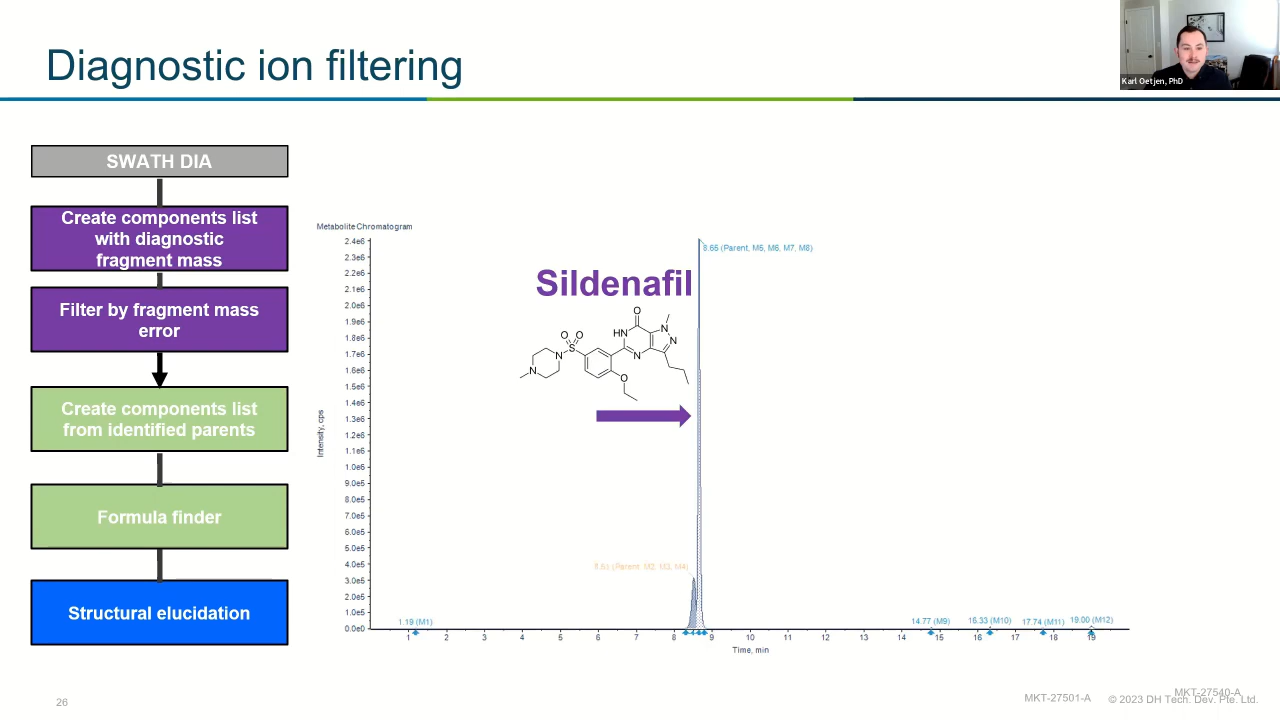 Diagnostic ion filtering
Karl Oetjen, PhD
SWATH DIA
Create components list
with diagnostic
fragment mass
Filter by fragment mass
error
Create components list
from identified parents
Formula finder
Structural elucidation
Metabolite Chromatogram
Intensity, cps
2.4e6
2.3e6
2.2e6
2.1e6
2.0e6
1.9e6
1.8e6
1.7e6
1.6e6
1.5e6
1.4e6
1.3e6
1.2e6
1.1e6
1.0e6
9.0e5
8.0e5
7.0e5
6.0e5
5.0e5
4.0e5
3.0e5
2.0e5
1.0e5
0.0e0
8.65 (Parent, M5, M6, M7, M8)
Sildenafil
O
N
HN
N
N
O O
S
N
N
O
(Parent, M2, M3, M4)
1.19 (M1)
14.77 (M9)
16.33 (M10)
17.74 (M11)
19.00 (M12)
1 2 3 4 5 6 7 8 9 10 11 12 13 14 15 16 17 18 19
Time, min
26
MKT-27501-A
MKT-27540-A
© 2023 DH Tech. Dev. Pte. Ltd.